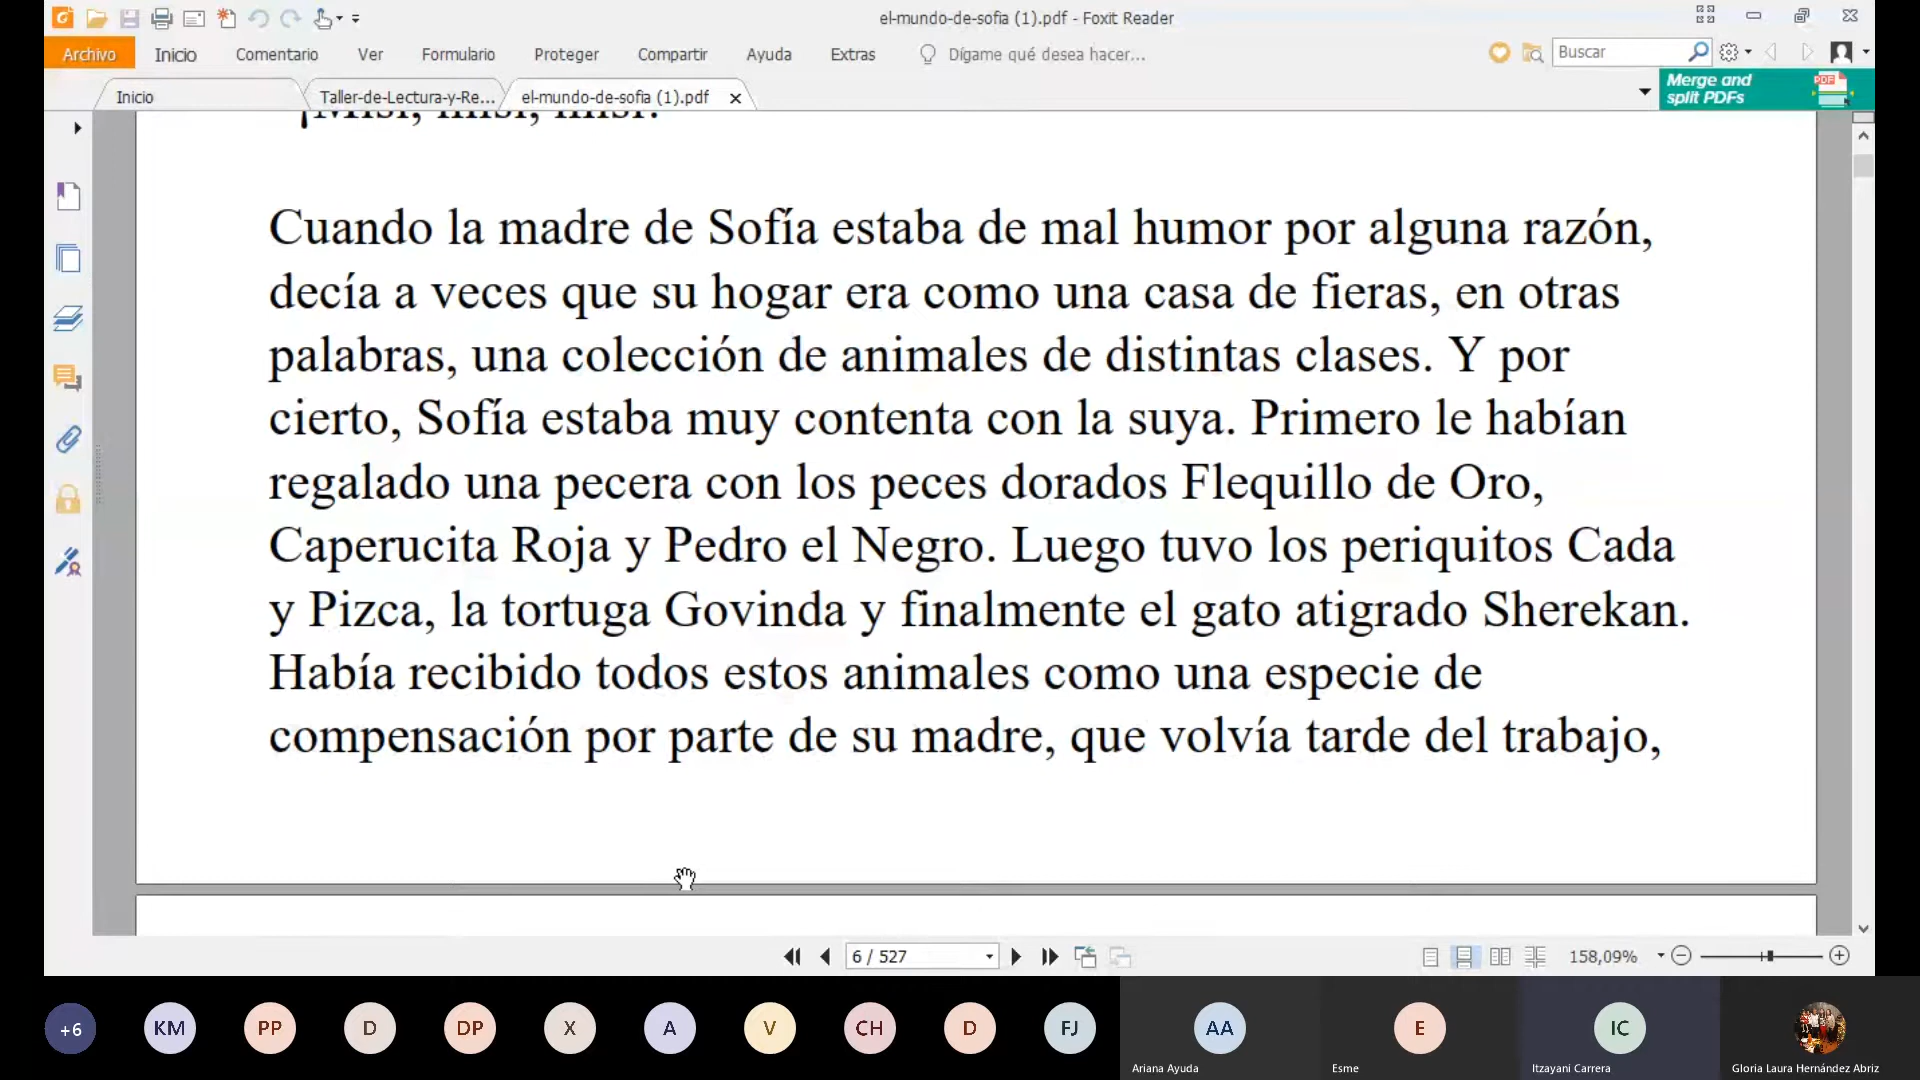 el-mundo-de-sofia (1).pdf - Foxit Reader
Archivo Inicio Comentario Ver Formulario Proteger Compartir Ayuda Extras Dígame qué desea hacer... Buscar
Inicio Taller-de-Lectura-y-Re... el-mundo-de-sofia (1).pdf
Merge and
split PDFs
PDF
¡Misi, misi, misi!
Cuando la madre de Sofía estaba de mal humor por alguna razón,
decía a veces que su hogar era como una casa de fieras, en otras
palabras, una colección de animales de distintas clases. Y por
cierto, Sofía estaba muy contenta con la suya. Primero le habían
regalado una pecera con los peces dorados Flequillo de Oro,
Caperucita Roja y Pedro el Negro. Luego tuvo los periquitos Cada
y Pizca, la tortuga Govinda y finalmente el gato atigrado Sherekan.
Había recibido todos estos animales como una especie de
compensación por parte de su madre, que volvía tarde del trabajo,
6 / 527
158,09%
+6 KM PP D DP X A V CH D FJ AA E IC
Ariana Ayuda Esme Itzayani Carrera Gloria Laura Hernández Abriz